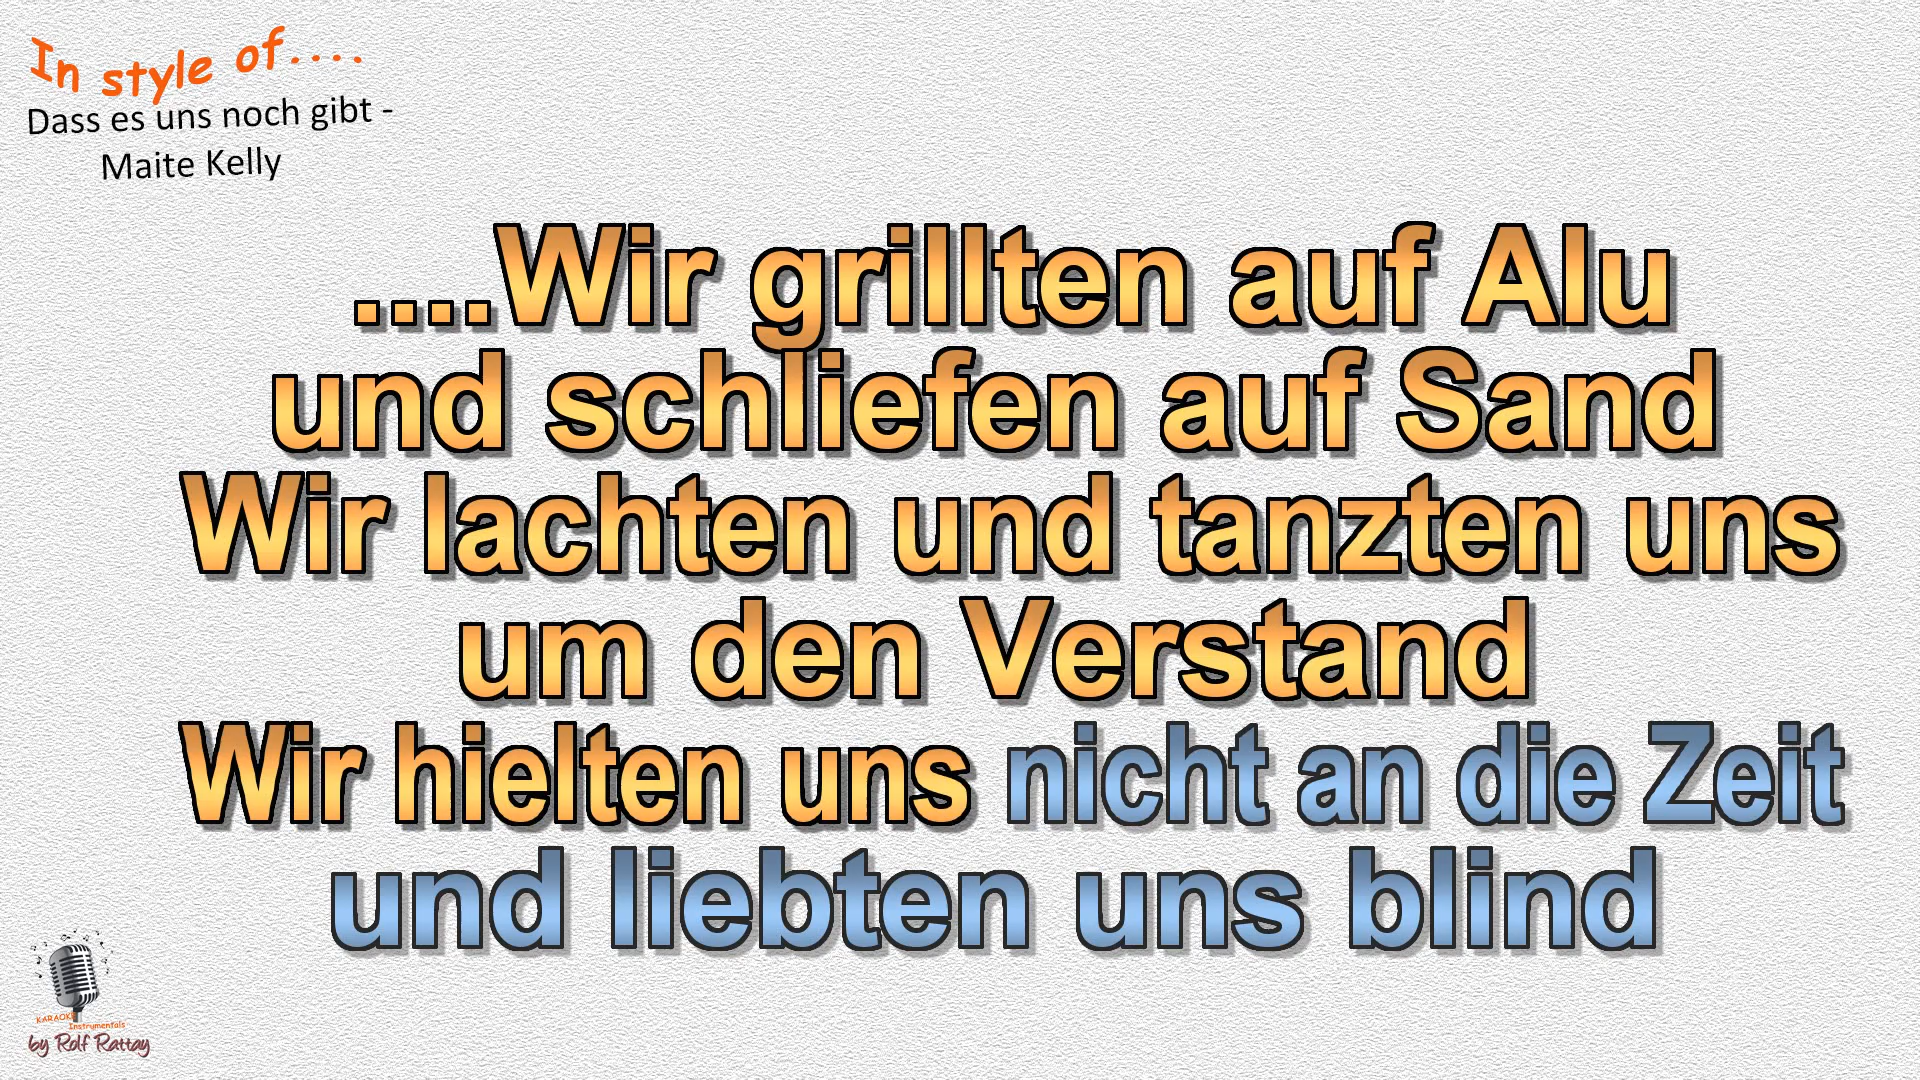 In style of....
Dass es uns noch gibt -
Maite Kelly
....Wir grillten auf Alu
und schliefen auf Sand
Wir lachten und tanzten uns
um den Verstand
Wir hielten uns nicht an die Zeit
und liebten uns blind
KARAOKE
Instrumentals
by Rolf Rattay